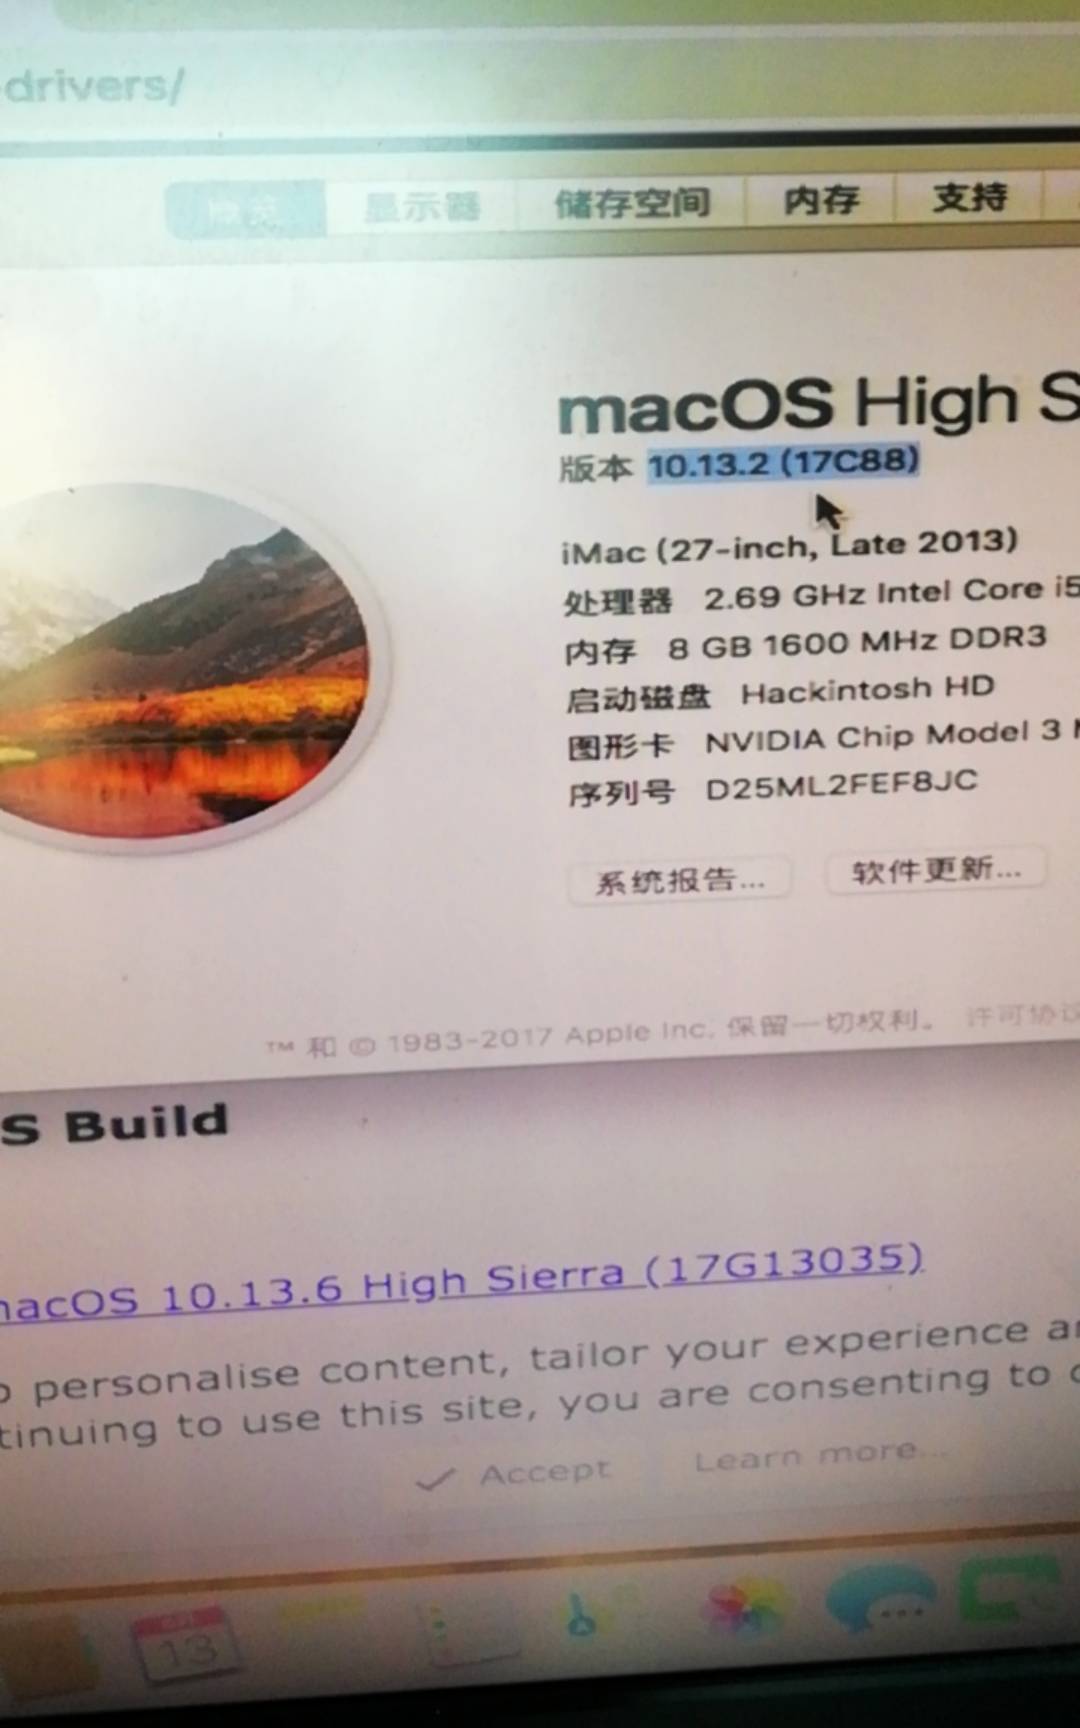 drivers/
显示器 储存空间 内存 支持
macOS High S
版本 10.13.2 (17C88)
iMac (27-inch, Late 2013)
处理器 2.69 GHz Intel Core i5
内存 8 GB 1600 MHz DDR3
启动磁盘 Hackintosh HD
图形卡 NVIDIA Chip Model 3
序列号 D25ML2FEF8JC
系统报告... 软件更新...
™ 和 © 1983-2017 Apple Inc. 保留一切权利。 许可协议
S Build
macOS 10.13.6 High Sierra (17G13035)
personalise content, tailor your experience
tinuing to use this site, you are consenting to
Accept Learn more...
13